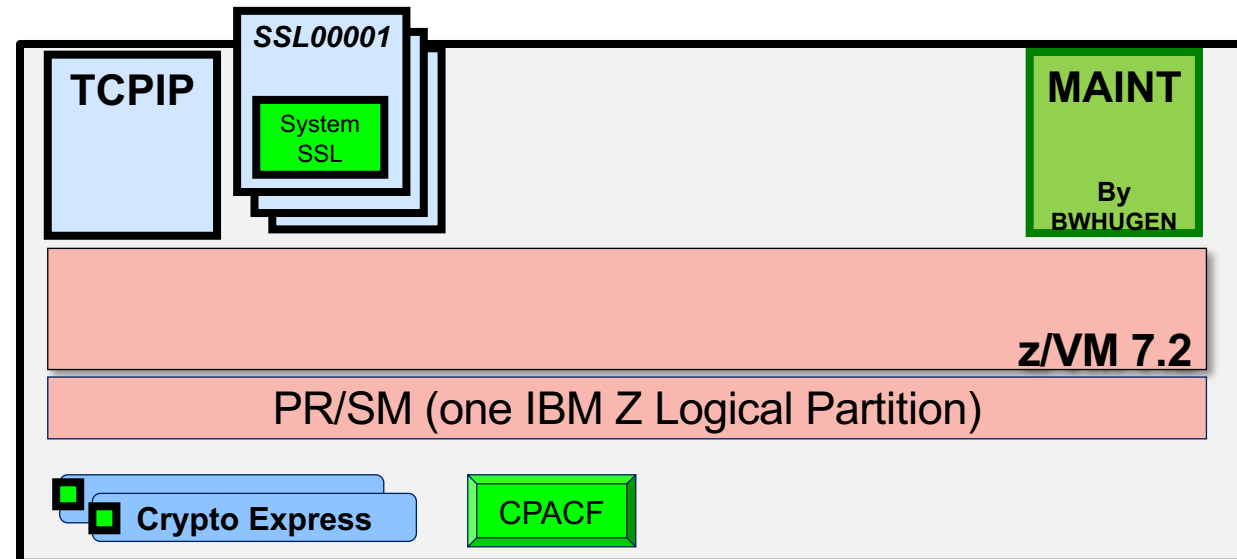 SSL00001
TCPIP
System
SSL
MAINT
By
BWHUGEN
z/VM 7.2
PR/SM (one IBM Z Logical Partition)
Crypto Express
CPACF